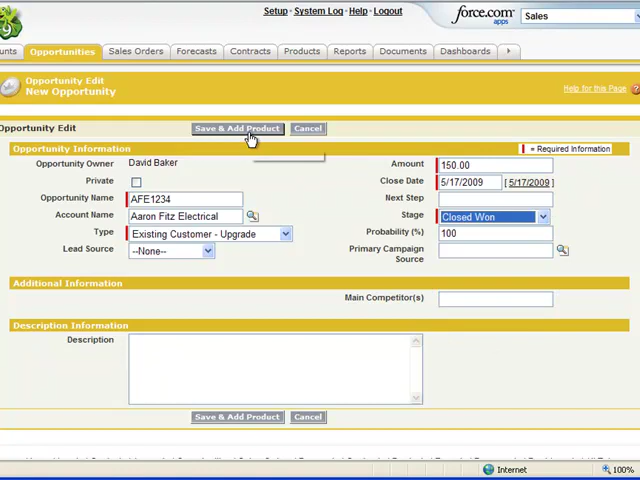 Setup · System Log · Help · Logout
force.com
apps
Sales
unts Opportunities Sales Orders Forecasts Contracts Products Reports Documents Dashboards
Opportunity Edit
New Opportunity
Help for this Page ?
Opportunity Edit
Save & Add Product Cancel
Opportunity Information
= Required Information
Opportunity Owner David Baker
Amount 150.00
Private
Close Date 5/17/2009 [ 5/17/2009 ]
Opportunity Name AFE1234
Next Step
Account Name Aaron Fitz Electrical
Stage Closed Won
Type Existing Customer - Upgrade
Probability (%) 100
Lead Source --None--
Primary Campaign
Source
Additional Information
Main Competitor(s)
Description Information
Description
Save & Add Product Cancel
Internet 100%